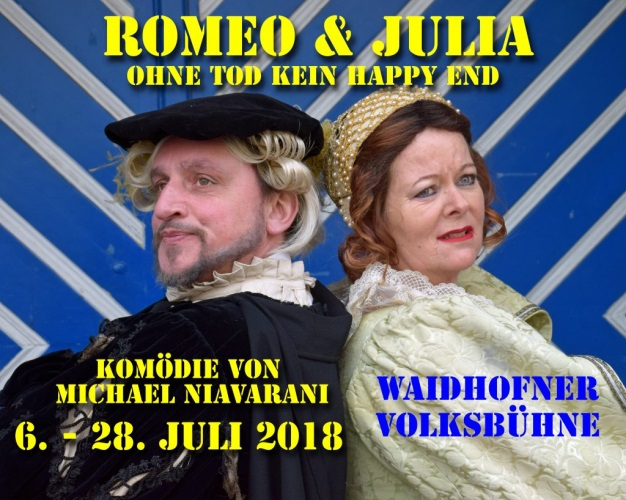 ROMEO & JULIA
OHNE TOD KEIN HAPPY END
KOMÖDIE VON
MICHAEL NIAVARANI
6. - 28. JULI 2018
WAIDHOFNER
VOLKSBÜHNE